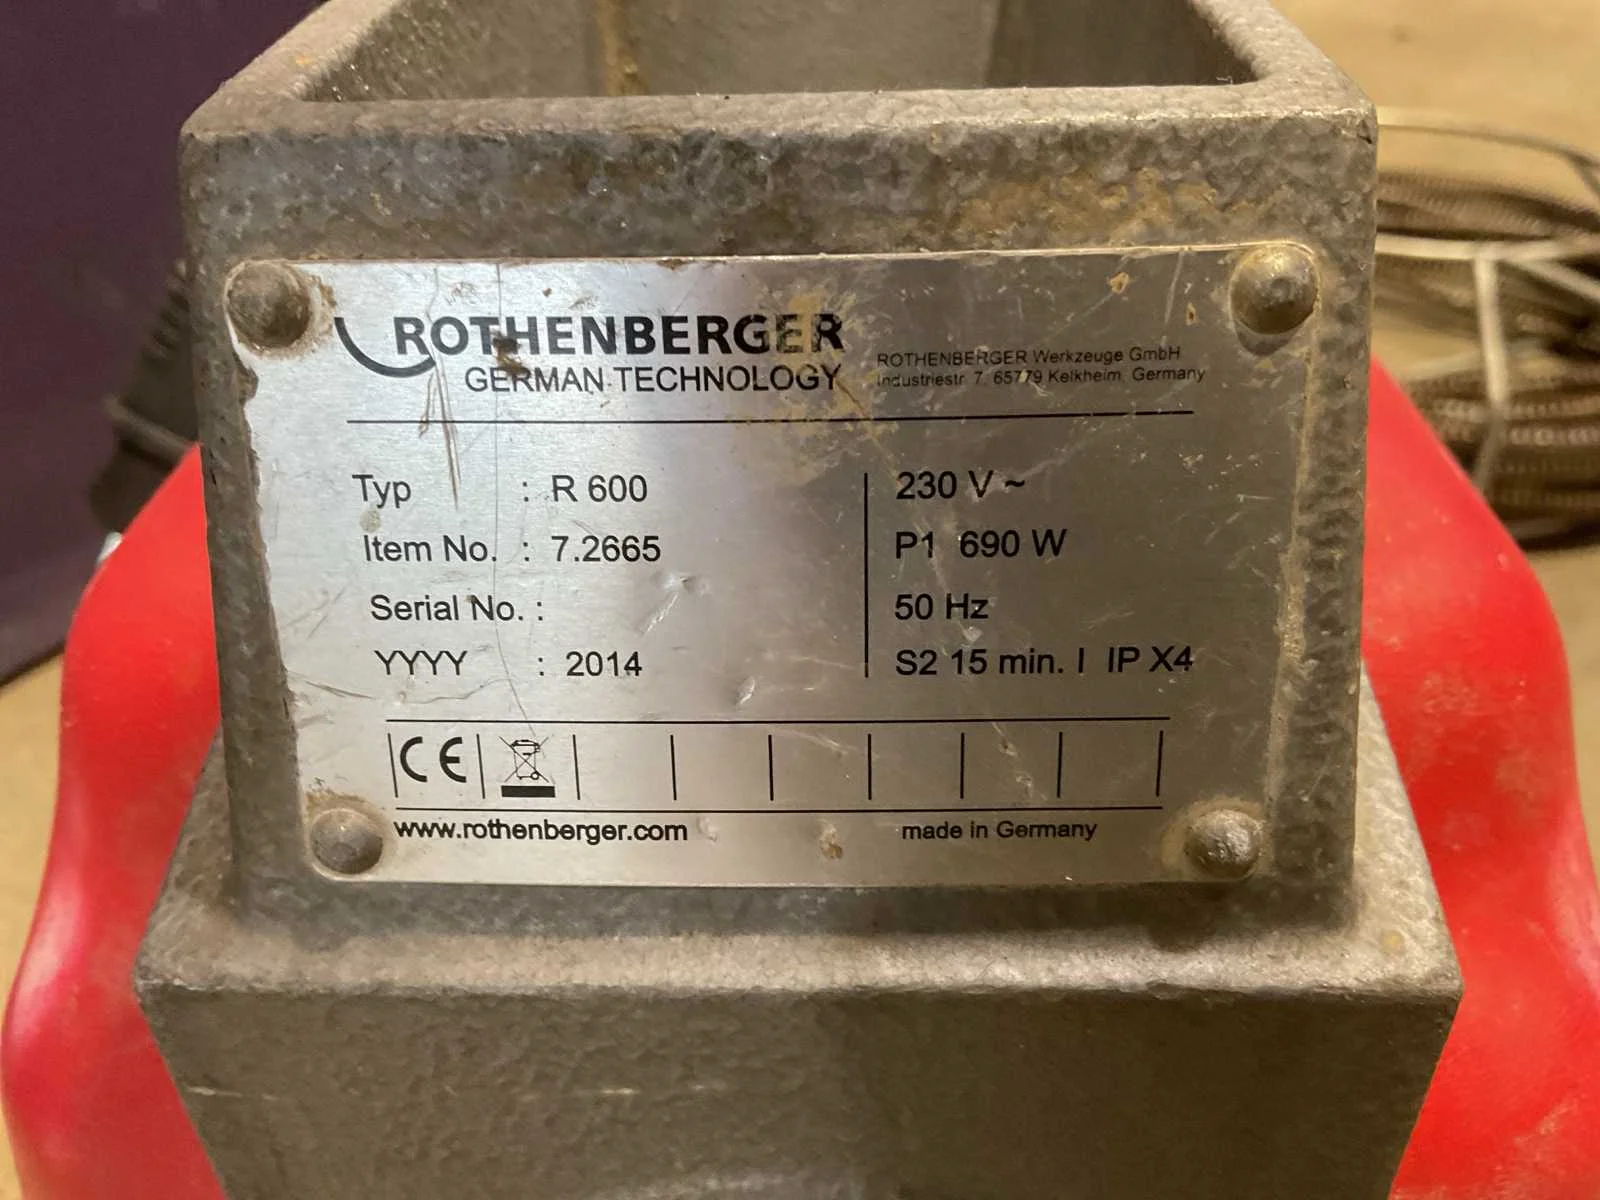 ROTHENBERGER
GERMAN TECHNOLOGY
ROTHENBERGER Werkzeuge GmbH
Industriestr. 7, 65779 Kelkheim, Germany
Typ : R 600
Item No. : 7.2665
Serial No. :
YYYY : 2014
230 V ~
P1 690 W
50 Hz
S2 15 min. I IP X4
CE
www.rothenberger.com
made in Germany